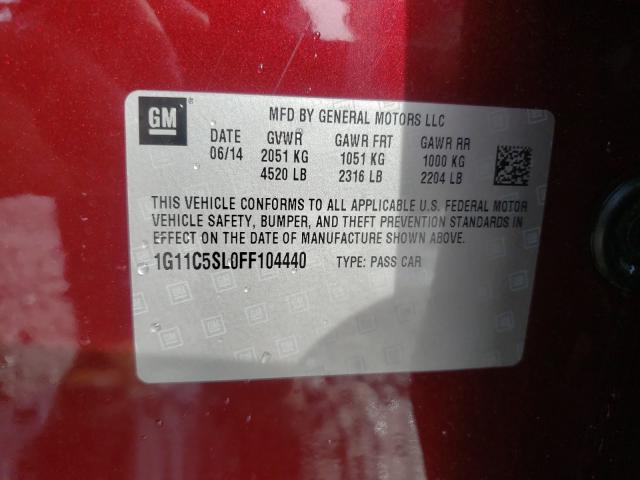 GM ®
MFD BY GENERAL MOTORS LLC
DATE GVWR GAWR FRT GAWR RR
06/14 2051 KG 1051 KG 1000 KG
4520 LB 2316 LB 2204 LB
THIS VEHICLE CONFORMS TO ALL APPLICABLE U.S. FEDERAL MOTOR
VEHICLE SAFETY, BUMPER, AND THEFT PREVENTION STANDARDS IN
EFFECT ON THE DATE OF MANUFACTURE SHOWN ABOVE.
1G11C5SL0FF104440 TYPE: PASS CAR